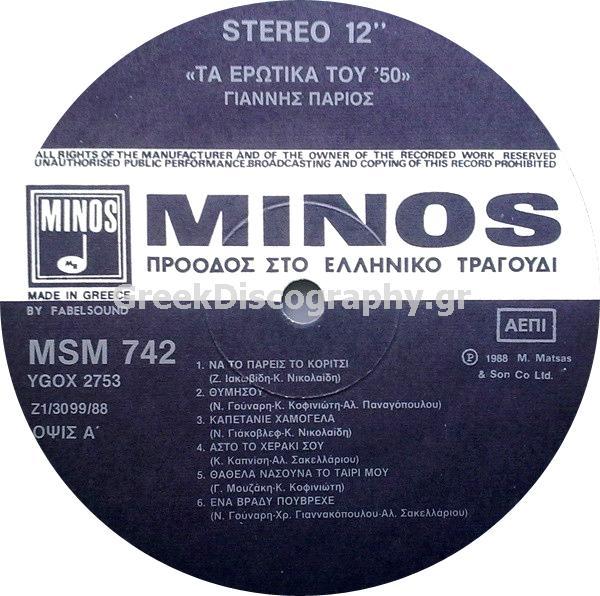 STEREO 12"
«ΤΑ ΕΡΩΤΙΚΑ ΤΟΥ '50»
ΓΙΑΝΝΗΣ ΠΑΡΙΟΣ
ALL RIGHTS OF THE MANUFACTURER AND OF THE OWNER OF THE RECORDED WORK RESERVED
UNAUTHORISED PUBLIC PERFORMANCE.BROADCASTING AND COPYING OF THIS RECORD PROHIBITED
MINOS
MINOS
ΠΡΟΟΔΟΣ ΣΤΟ ΕΛΛΗΝΙΚΟ ΤΡΑΓΟΥΔΙ
MADE IN GREECE
BY FABELSOUND
GreekDiscography.gr
ΑΕΠΙ
MSM 742
YGOX 2753
Ζ1/3099/88
ΟΨΙΣ Α΄
Ⓟ 1988 M. Matsas
& Son Co Ltd.
1. ΝΑ ΤΟ ΠΑΡΕΙΣ ΤΟ ΚΟΡΙΤΣΙ
(Ζ. Ιακωβίδη-Κ. Νικολαΐδη)
2. ΘΥΜΗΣΟΥ
(Ν. Γούναρη-Κ. Κοφινιώτη-Αλ. Παναγόπουλου)
3. ΚΑΠΕΤΑΝΙΕ ΧΑΜΟΓΕΛΑ
(Ν. Γιάκοβλεφ-Κ. Νικολαΐδη)
4. ΑΣΤΟ ΤΟ ΧΕΡΑΚΙ ΣΟΥ
(Κ. Καπνίση-Αλ. Σακελλάριου)
5. ΘΑΘΕΛΑ ΝΑΣΟΥΝΑ ΤΟ ΤΑΙΡΙ ΜΟΥ
(Γ. Μουζάκη-Κ. Κοφινιώτη)
6. ΕΝΑ ΒΡΑΔΥ ΠΟΥΒΡΕΧΕ
(Ν. Γούναρη-Χρ. Γιαννακόπουλου-Αλ. Σακελλάριου)